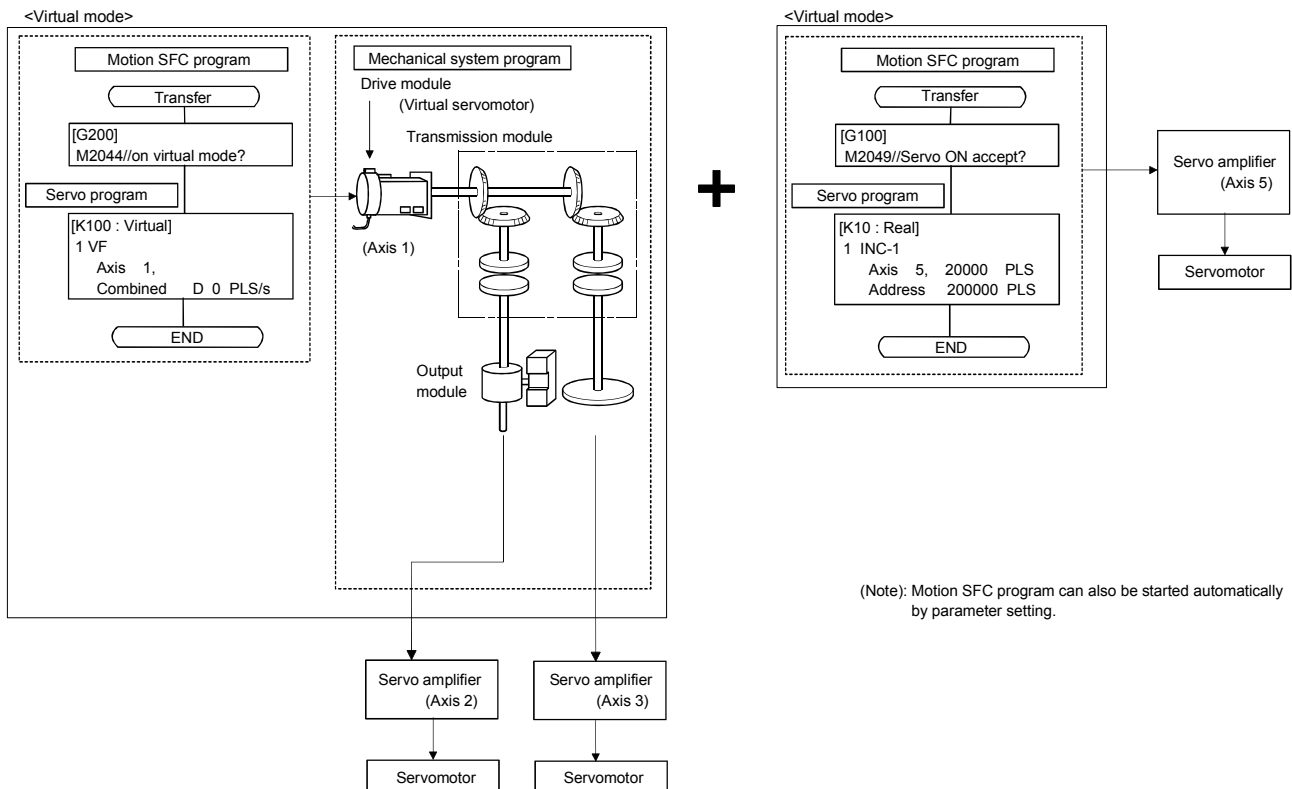 <Virtual mode>
Motion SFC program
Transfer
[G200]
M2044//on virtual mode?
Servo program
[K100 : Virtual]
1 VF
Axis 1,
Combined D 0 PLS/s
END
Mechanical system program
Drive module
(Virtual servomotor)
Transmission module
(Axis 1)
Output
module
Servo amplifier
(Axis 2)
Servomotor
Servo amplifier
(Axis 3)
Servomotor
<Virtual mode>
Motion SFC program
Transfer
[G100]
M2049//Servo ON accept?
Servo program
[K10 : Real]
1 INC-1
Axis 5, 20000 PLS
Address 200000 PLS
END
Servo amplifier
(Axis 5)
Servomotor
(Note): Motion SFC program can also be started automatically
by parameter setting.